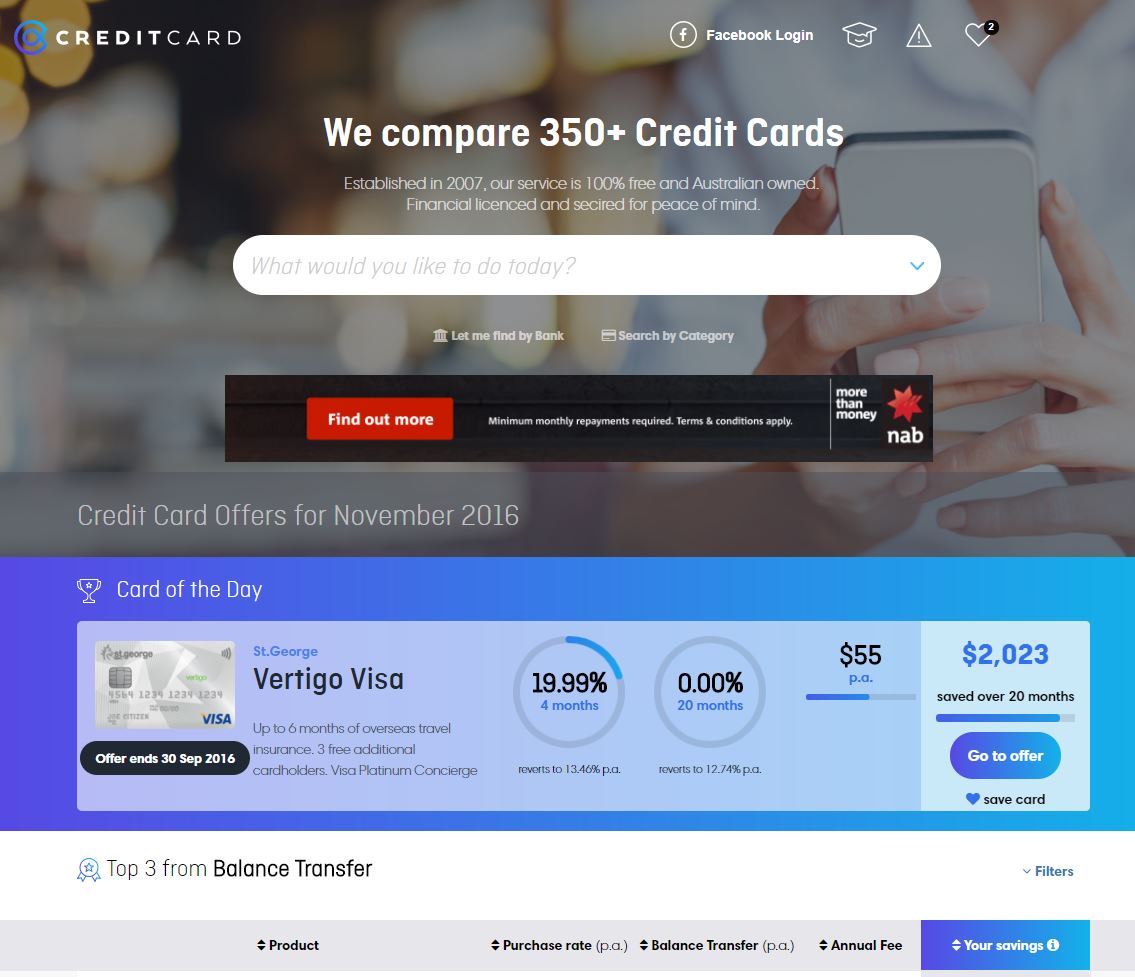 CREDITCARD
Facebook Login
2
We compare 350+ Credit Cards
Established in 2007, our service is 100% free and Australian owned.
Financial licenced and secired for peace of mind.
What would you like to do today?
Let me find by Bank
Search by Category
Find out more
Minimum monthly repayments required. Terms & conditions apply.
more
than
money
nab
Credit Card Offers for November 2016
Card of the Day
st.george
vertigo
4564 1234 1234 1234
JOE CITIZEN
VISA
Offer ends 30 Sep 2016
St.George
Vertigo Visa
Up to 6 months of overseas travel
insurance. 3 free additional
cardholders. Visa Platinum Concierge
19.99%
4 months
reverts to 13.46% p.a.
0.00%
20 months
reverts to 12.74% p.a.
$55
p.a.
$2,023
saved over 20 months
Go to offer
save card
Top 3 from Balance Transfer
Filters
Product
Purchase rate (p.a.)
Balance Transfer (p.a.)
Annual Fee
Your savings